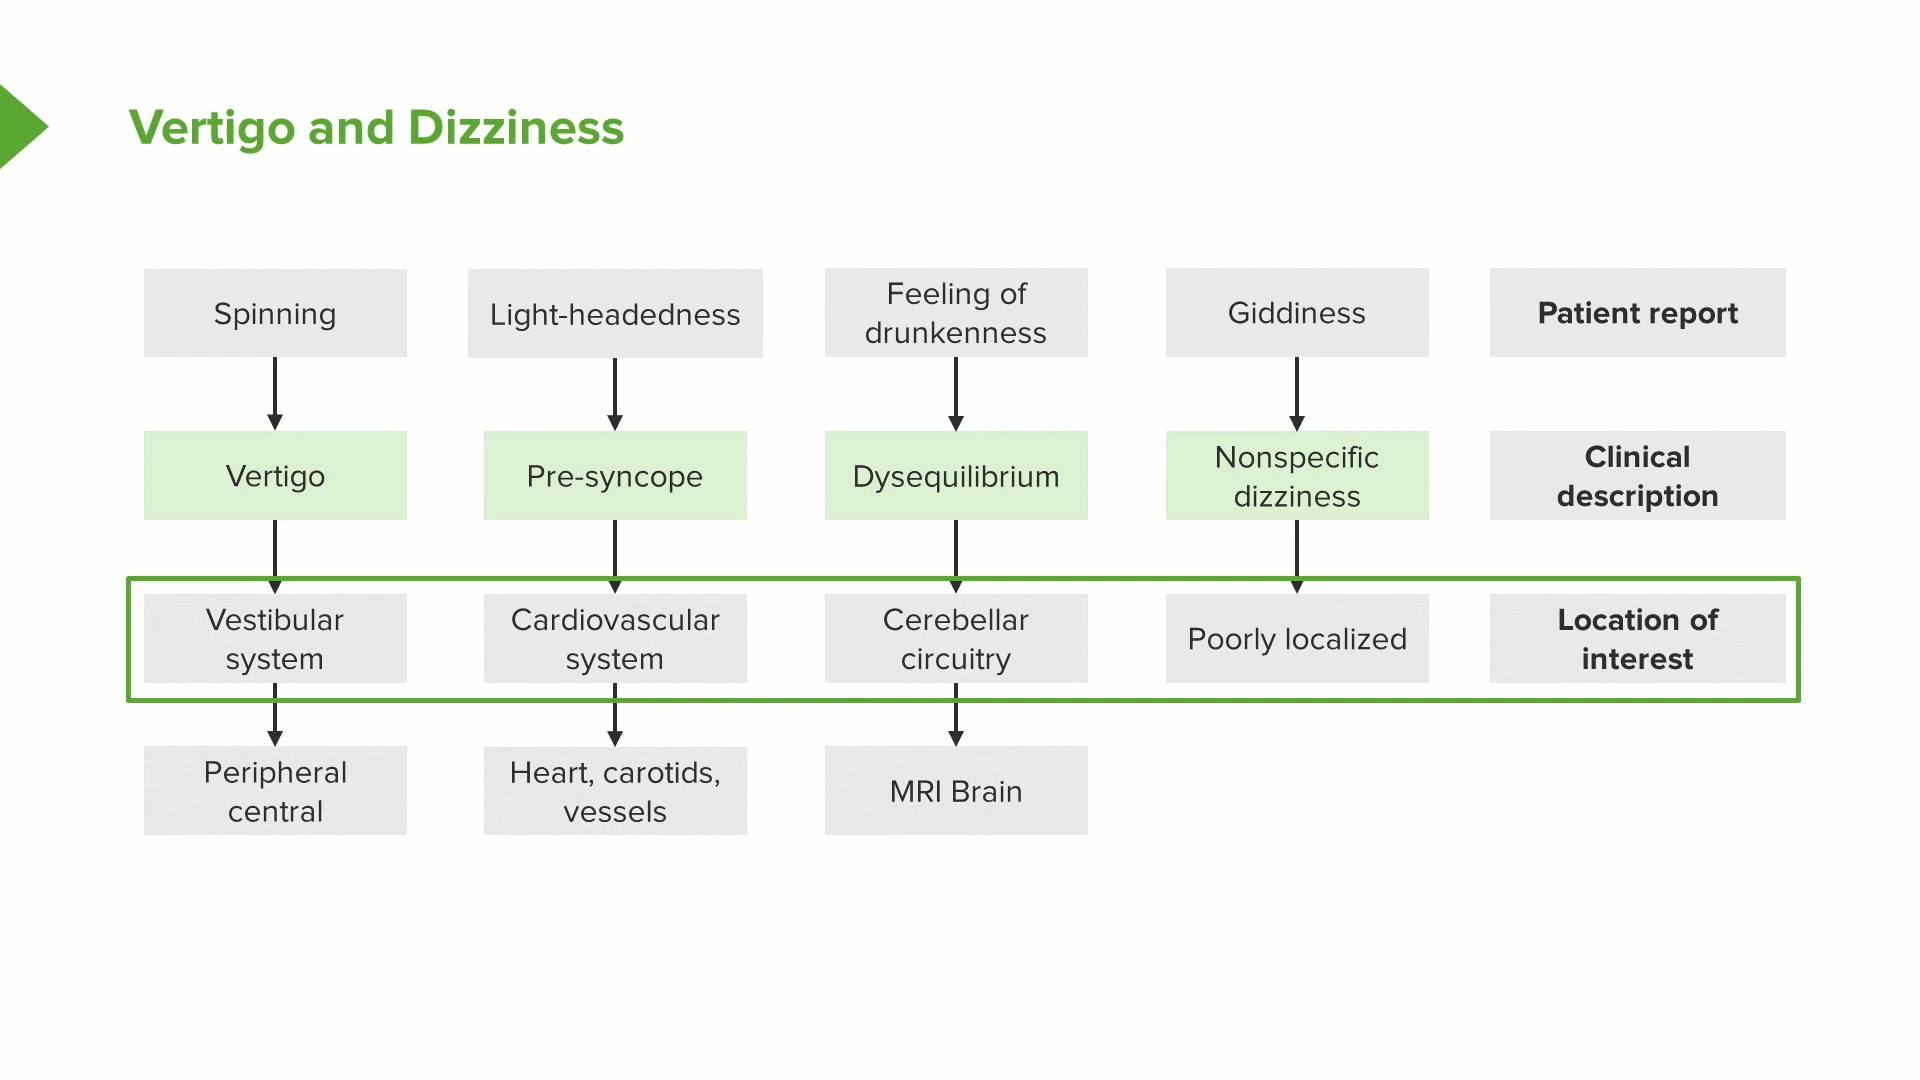 Vertigo and Dizziness
Spinning
Light-headedness
Feeling of
drunkenness
Giddiness
Patient report
Vertigo
Pre-syncope
Dysequilibrium
Nonspecific
dizziness
Clinical
description
Vestibular
system
Cardiovascular
system
Cerebellar
circuitry
Poorly localized
Location of
interest
Peripheral
central
Heart, carotids,
vessels
MRI Brain